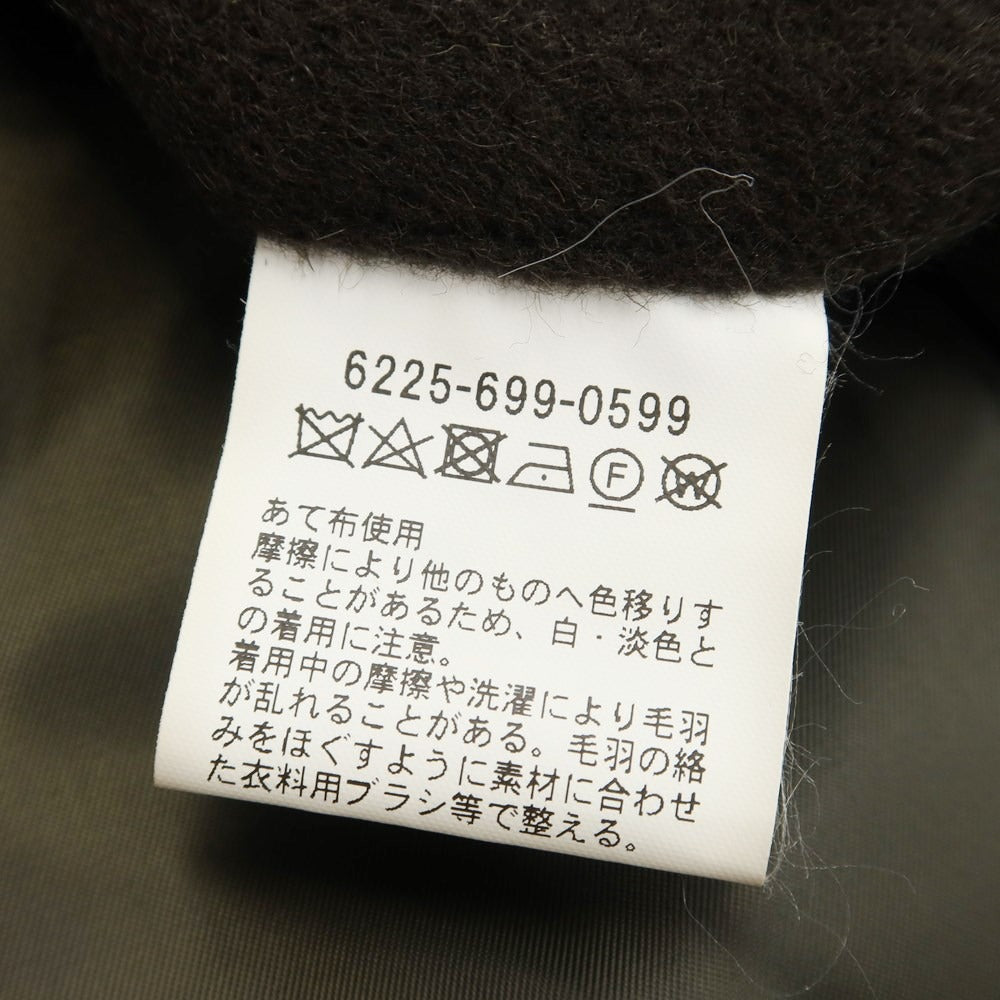 6225-699-0599
F
W
あて布使用
摩擦により他のものへ色移りす
ることがあるため、白・淡色と
の着用に注意。
着用中の摩擦や洗濯により毛羽
が乱れることがある。毛羽の絡
みをほぐすように素材に合わせ
た衣料用ブラシ等で整える。